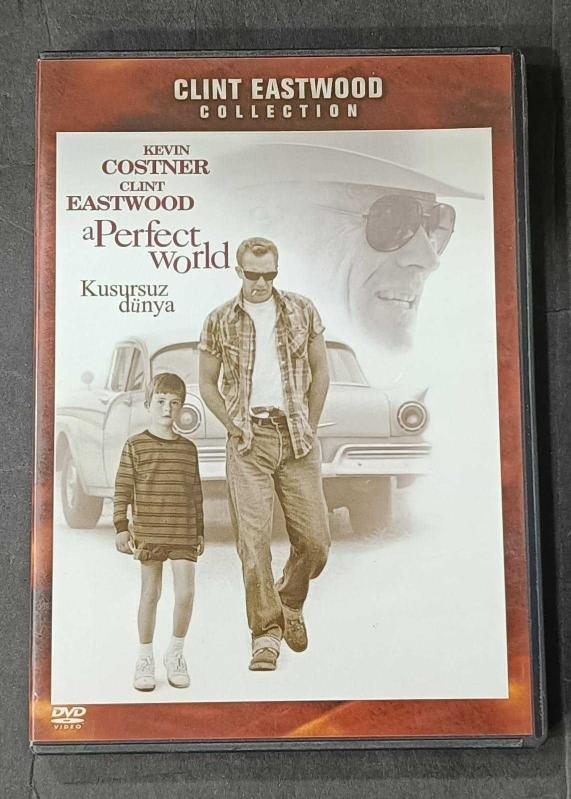 CLINT EASTWOOD
COLLECTION
KEVIN
COSTNER
CLINT
EASTWOOD
a Perfect
world
Kusursuz
dünya
DVD
VIDEO